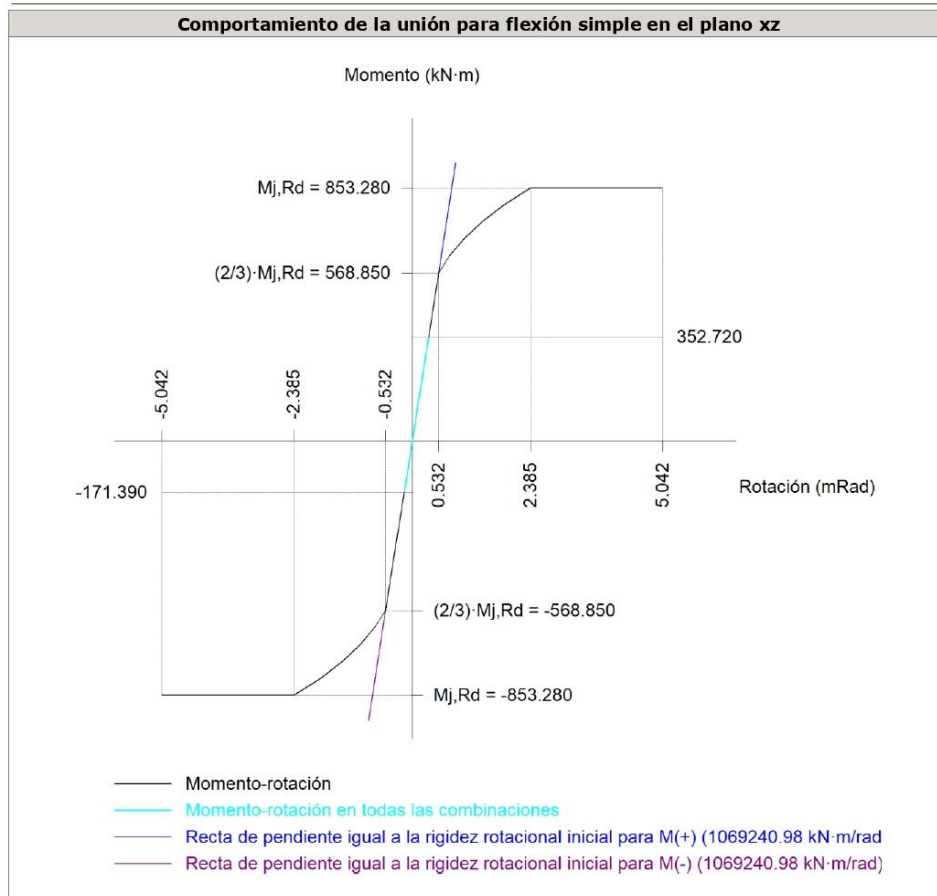 Comportamiento de la unión para flexión simple en el plano xz
Momento (kN·m)
Mj,Rd = 853.280
(2/3)·Mj,Rd = 568.850
352.720
-5.042
-2.385
-0.532
0.532
2.385
5.042
-171.390
Rotación (mRad)
(2/3)·Mj,Rd = -568.850
Mj,Rd = -853.280
Momento-rotación
Momento-rotación en todas las combinaciones
Recta de pendiente igual a la rigidez rotacional inicial para M(+) (1069240.98 kN·m/rad
Recta de pendiente igual a la rigidez rotacional inicial para M(-) (1069240.98 kN·m/rad)